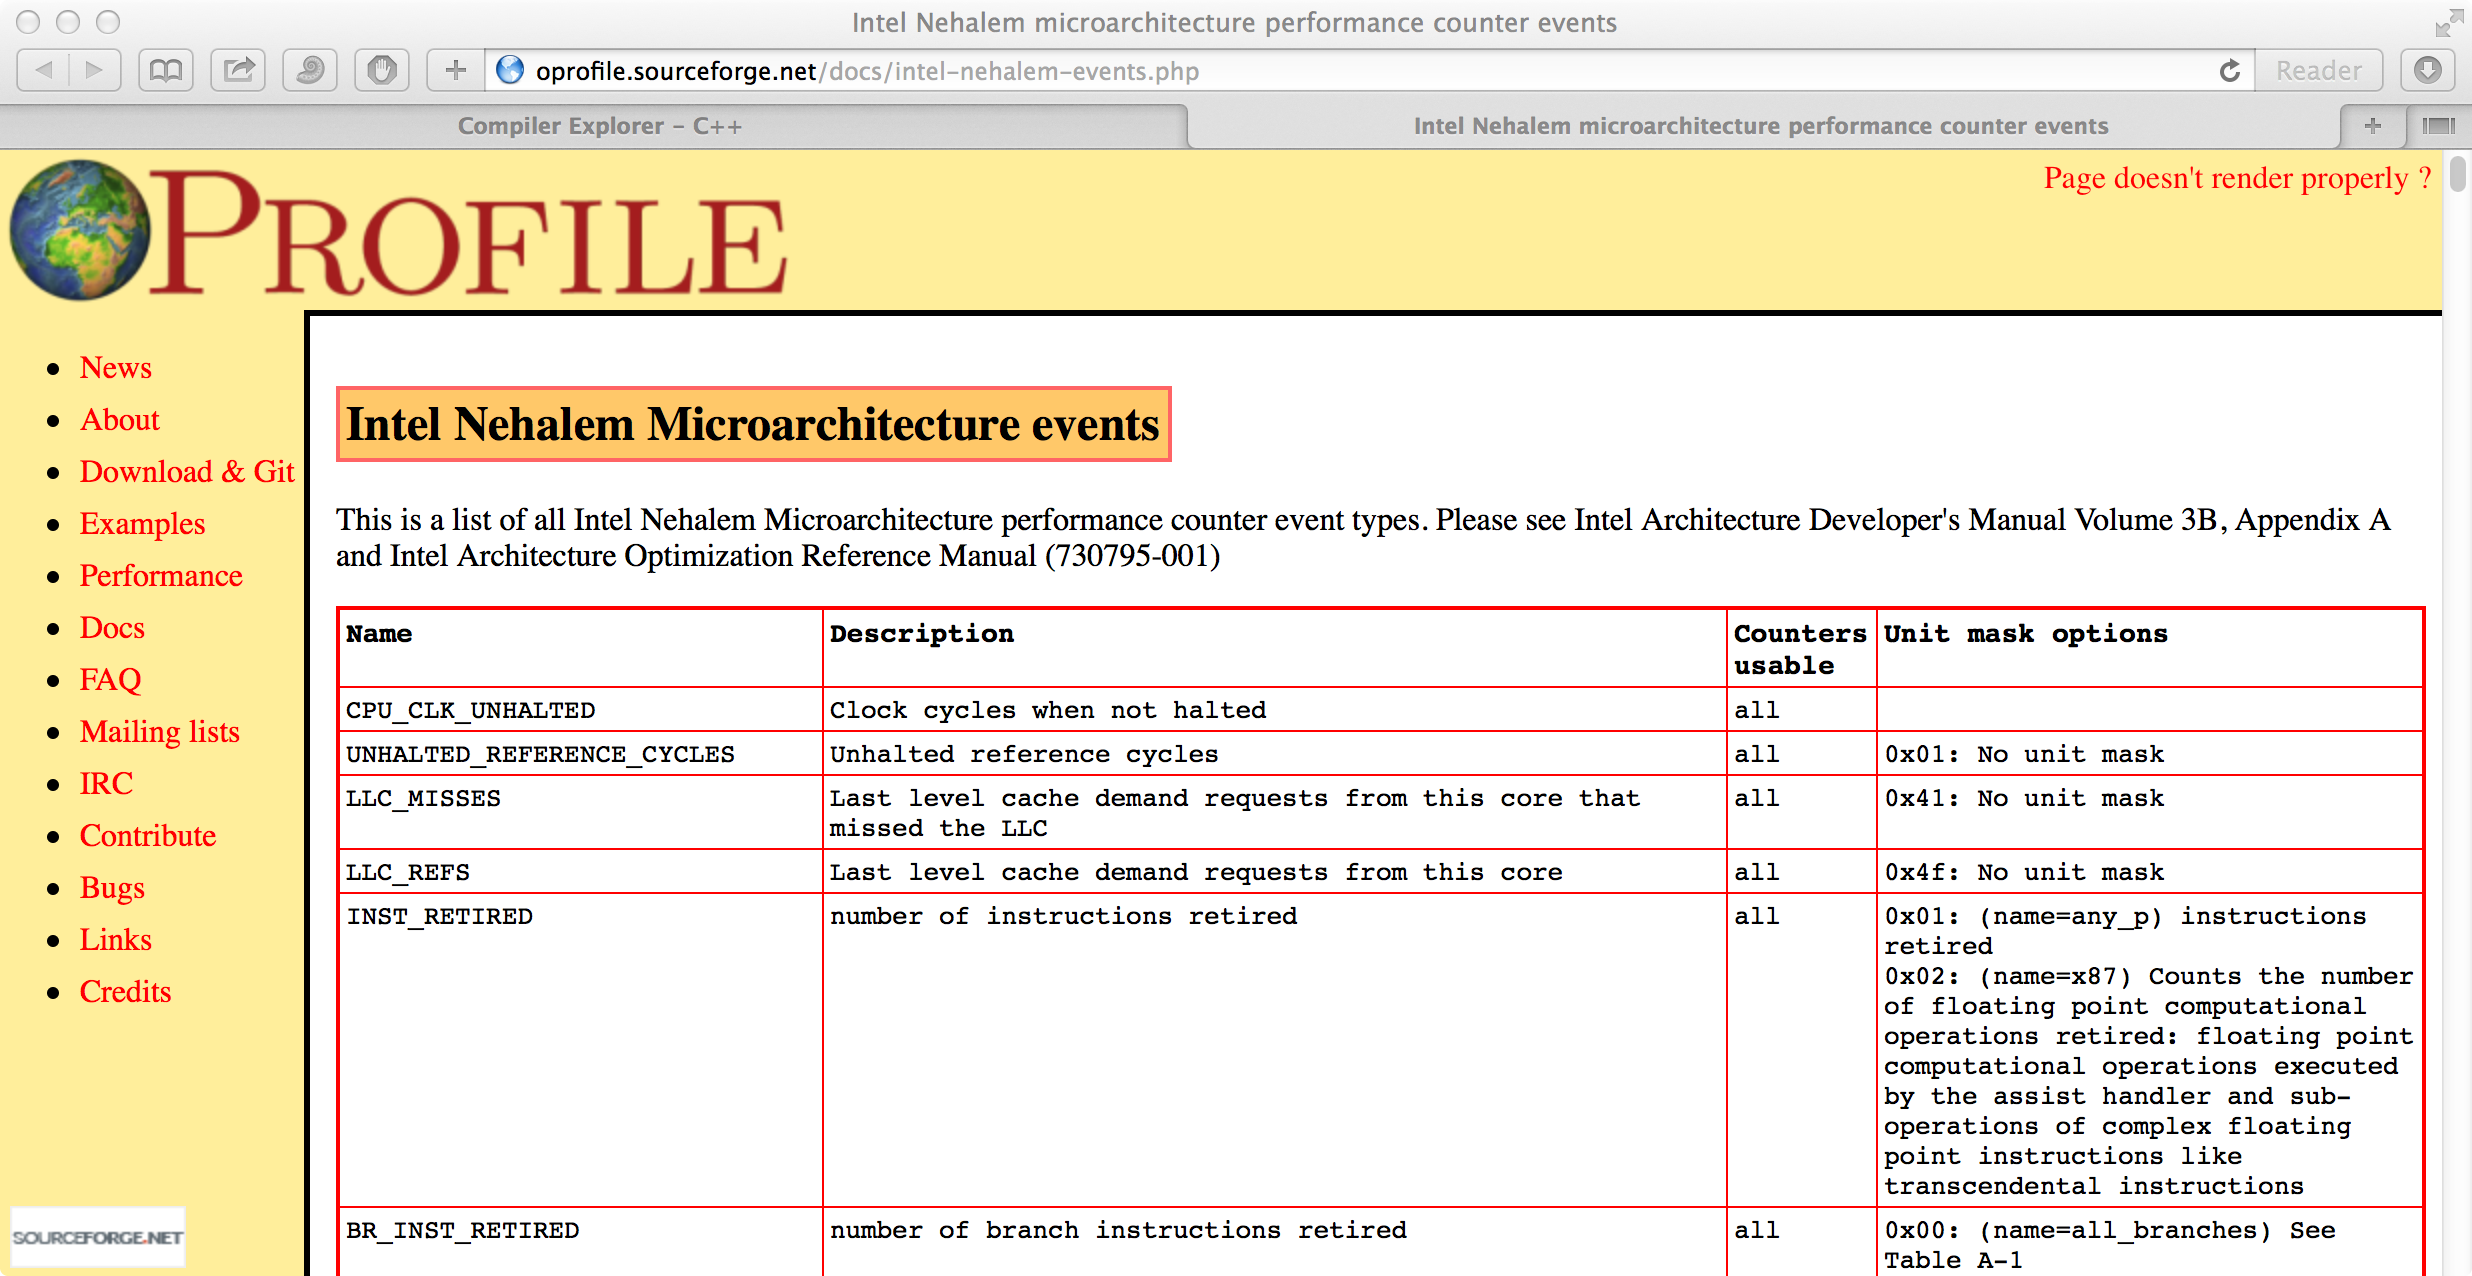 Intel Nehalem microarchitecture performance counter events
oprofile.sourceforge.net/docs/intel-nehalem-events.php
Reader
Compiler Explorer – C++
Intel Nehalem microarchitecture performance counter events
PROFILE
Page doesn't render properly ?
News
About
Download & Git
Examples
Performance
Docs
FAQ
Mailing lists
IRC
Contribute
Bugs
Links
Credits
SOURCEFORGE.NET
Intel Nehalem Microarchitecture events
This is a list of all Intel Nehalem Microarchitecture performance counter event types. Please see Intel Architecture Developer's Manual Volume 3B, Appendix A
and Intel Architecture Optimization Reference Manual (730795-001)
Name Description Counters usable Unit mask options
CPU_CLK_UNHALTED Clock cycles when not halted all
UNHALTED_REFERENCE_CYCLES Unhalted reference cycles all 0x01: No unit mask
LLC_MISSES Last level cache demand requests from this core that all 0x41: No unit mask
missed the LLC
LLC_REFS Last level cache demand requests from this core all 0x4f: No unit mask
INST_RETIRED number of instructions retired all 0x01: (name=any_p) instructions
retired
0x02: (name=x87) Counts the number
of floating point computational
operations retired: floating point
computational operations executed
by the assist handler and sub-
operations of complex floating
point instructions like
transcendental instructions
BR_INST_RETIRED number of branch instructions retired all 0x00: (name=all_branches) See
Table A-1